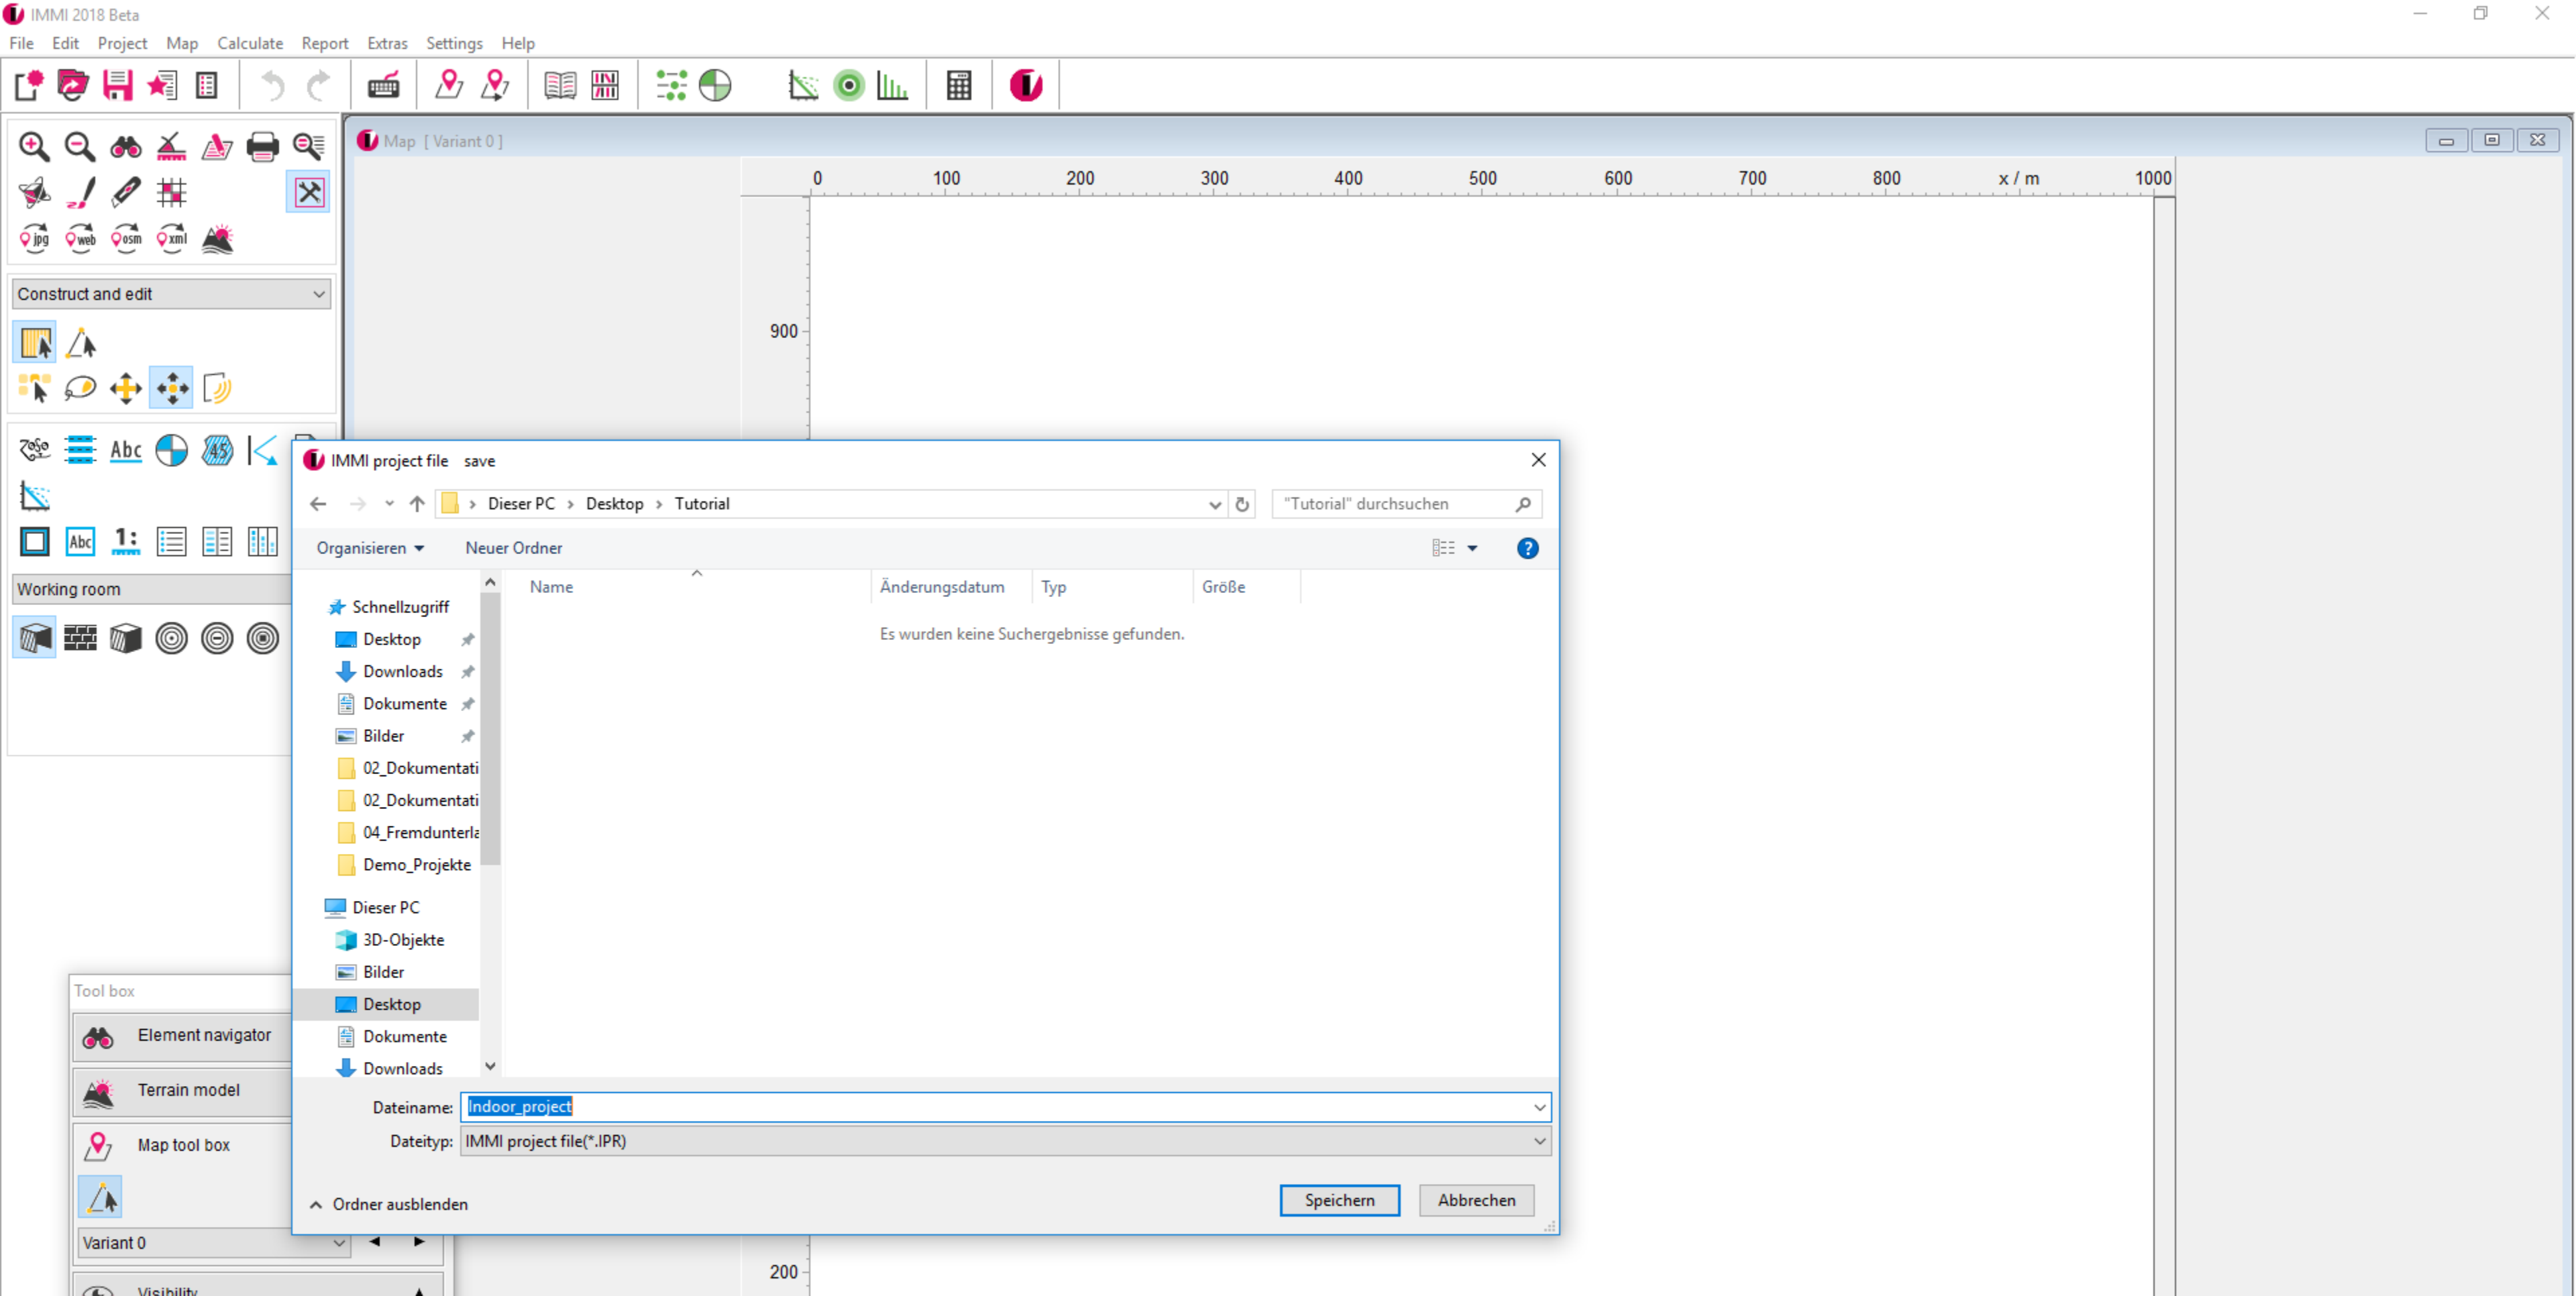 IMMI 2018 Beta
File Edit Project Map Calculate Report Extras Settings Help
Map [ Variant 0 ]
0 100 200 300 400 500 600 700 800 x / m 1000
jpg web osm xml
Construct and edit
900
Abc 45
Abc 1:
Working room
IMMI project file save
Dieser PC › Desktop › Tutorial
"Tutorial" durchsuchen
Organisieren Neuer Ordner
?
Name Änderungsdatum Typ Größe
Es wurden keine Suchergebnisse gefunden.
Schnellzugriff
Desktop
Downloads
Dokumente
Bilder
02_Dokumentati
02_Dokumentati
04_Fremdunterla
Demo_Projekte
Dieser PC
3D-Objekte
Bilder
Desktop
Dokumente
Downloads
Dateiname: Indoor_project
Dateityp: IMMI project file(*.IPR)
Ordner ausblenden
Speichern Abbrechen
Tool box
Element navigator
Terrain model
Map tool box
Variant 0
Visibility
200